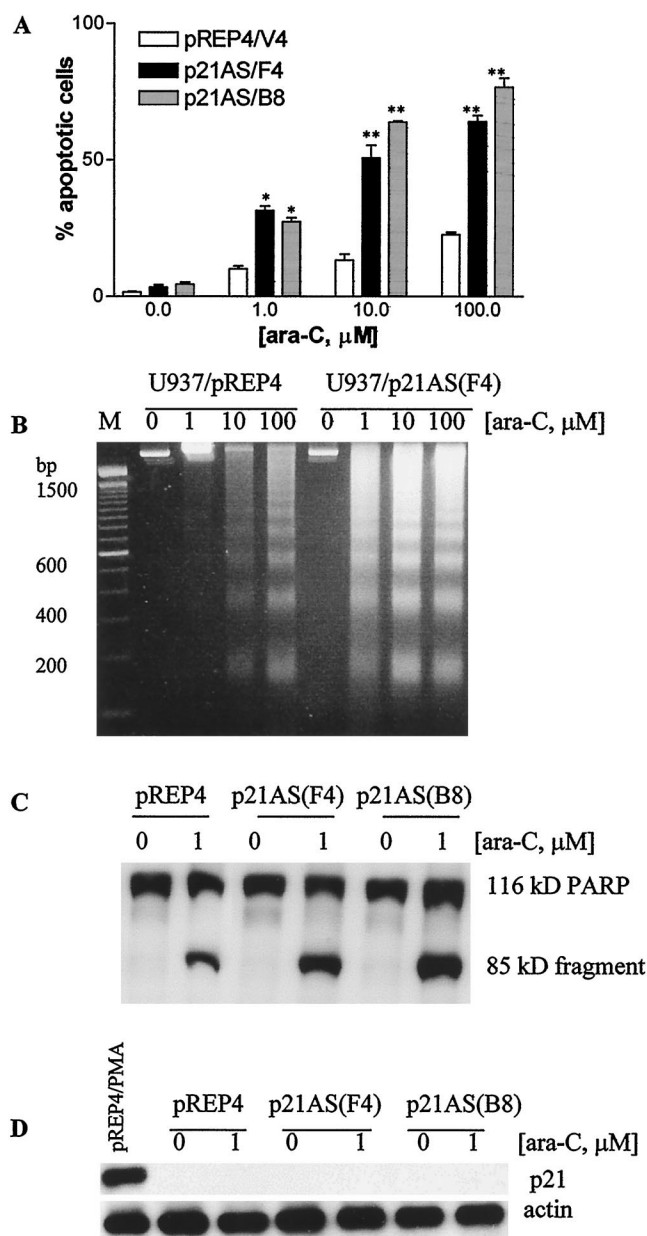 A
100
50
0
% apoptotic cells
pREP4/V4
p21AS/F4
p21AS/B8
* *
** **
** **
0.0 1.0 10.0 100.0
[ara-C, μM]
B
U937/pREP4 U937/p21AS(F4)
M 0 1 10 100 0 1 10 100 [ara-C, μM]
bp
1500
600
400
200
C
pREP4 p21AS(F4) p21AS(B8)
0 1 0 1 0 1 [ara-C, μM]
116 kD PARP
85 kD fragment
D
pREP4/PMA
pREP4 p21AS(F4) p21AS(B8)
0 1 0 1 0 1 [ara-C, μM]
p21
actin